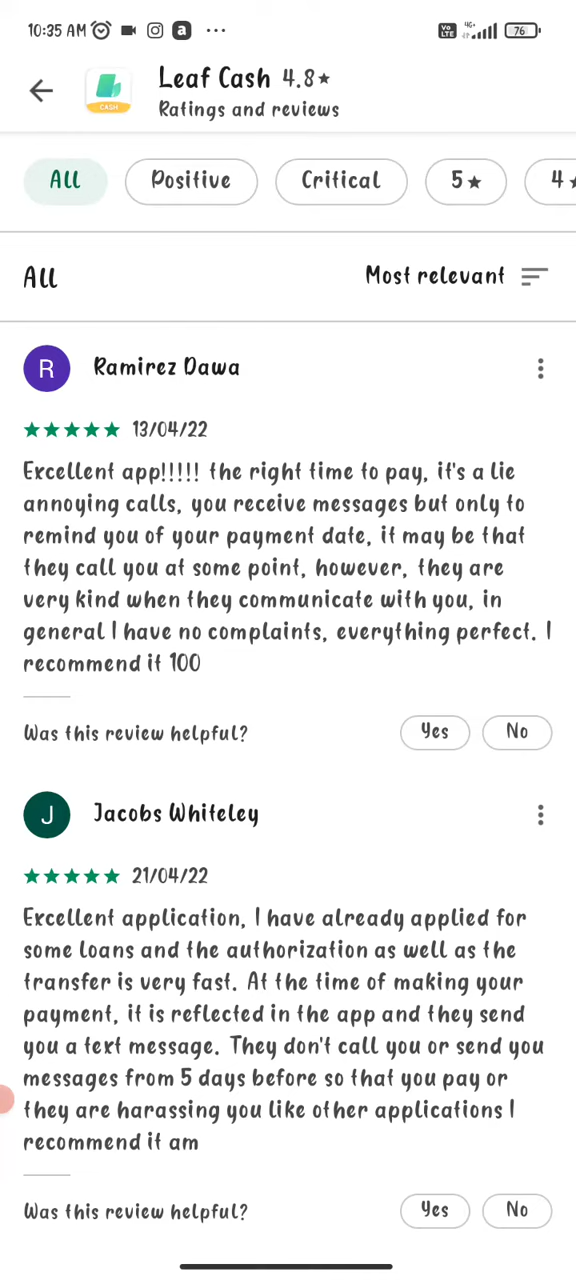 10:35 AM a ... Vo LTE 4G+ 76
Leaf Cash 4.8★
CASH
Ratings and reviews
All Positive Critical 5★ 4★
All Most relevant
R Ramirez Dawa
★★★★★ 13/04/22
Excellent app!!!!! the right time to pay, it's a lie
annoying calls, you receive messages but only to
remind you of your payment date, it may be that
they call you at some point, however, they are
very kind when they communicate with you, in
general I have no complaints, everything perfect. I
recommend it 100
Was this review helpful? Yes No
J Jacobs Whiteley
★★★★★ 21/04/22
Excellent application, I have already applied for
some loans and the authorization as well as the
transfer is very fast. At the time of making your
payment, it is reflected in the app and they send
you a text message. They don't call you or send you
messages from 5 days before so that you pay or
they are harassing you like other applications I
recommend it am
Was this review helpful? Yes No